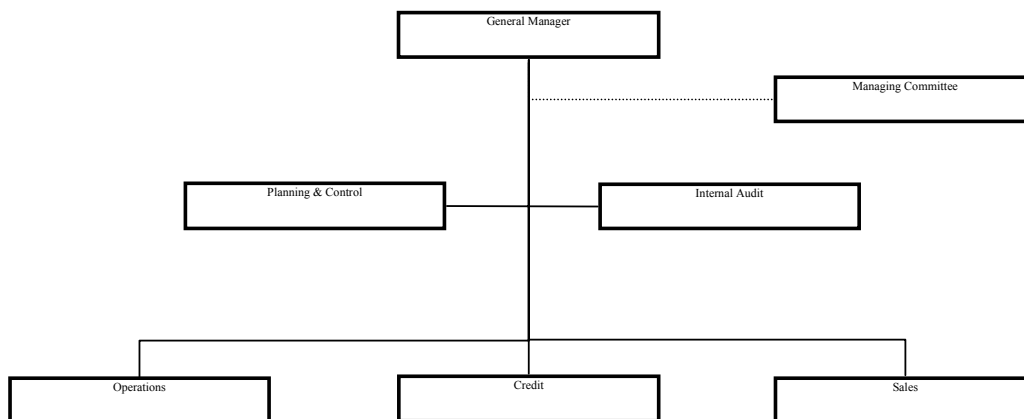 General Manager
Managing Committee
Planning & Control
Internal Audit
Operations
Credit
Sales